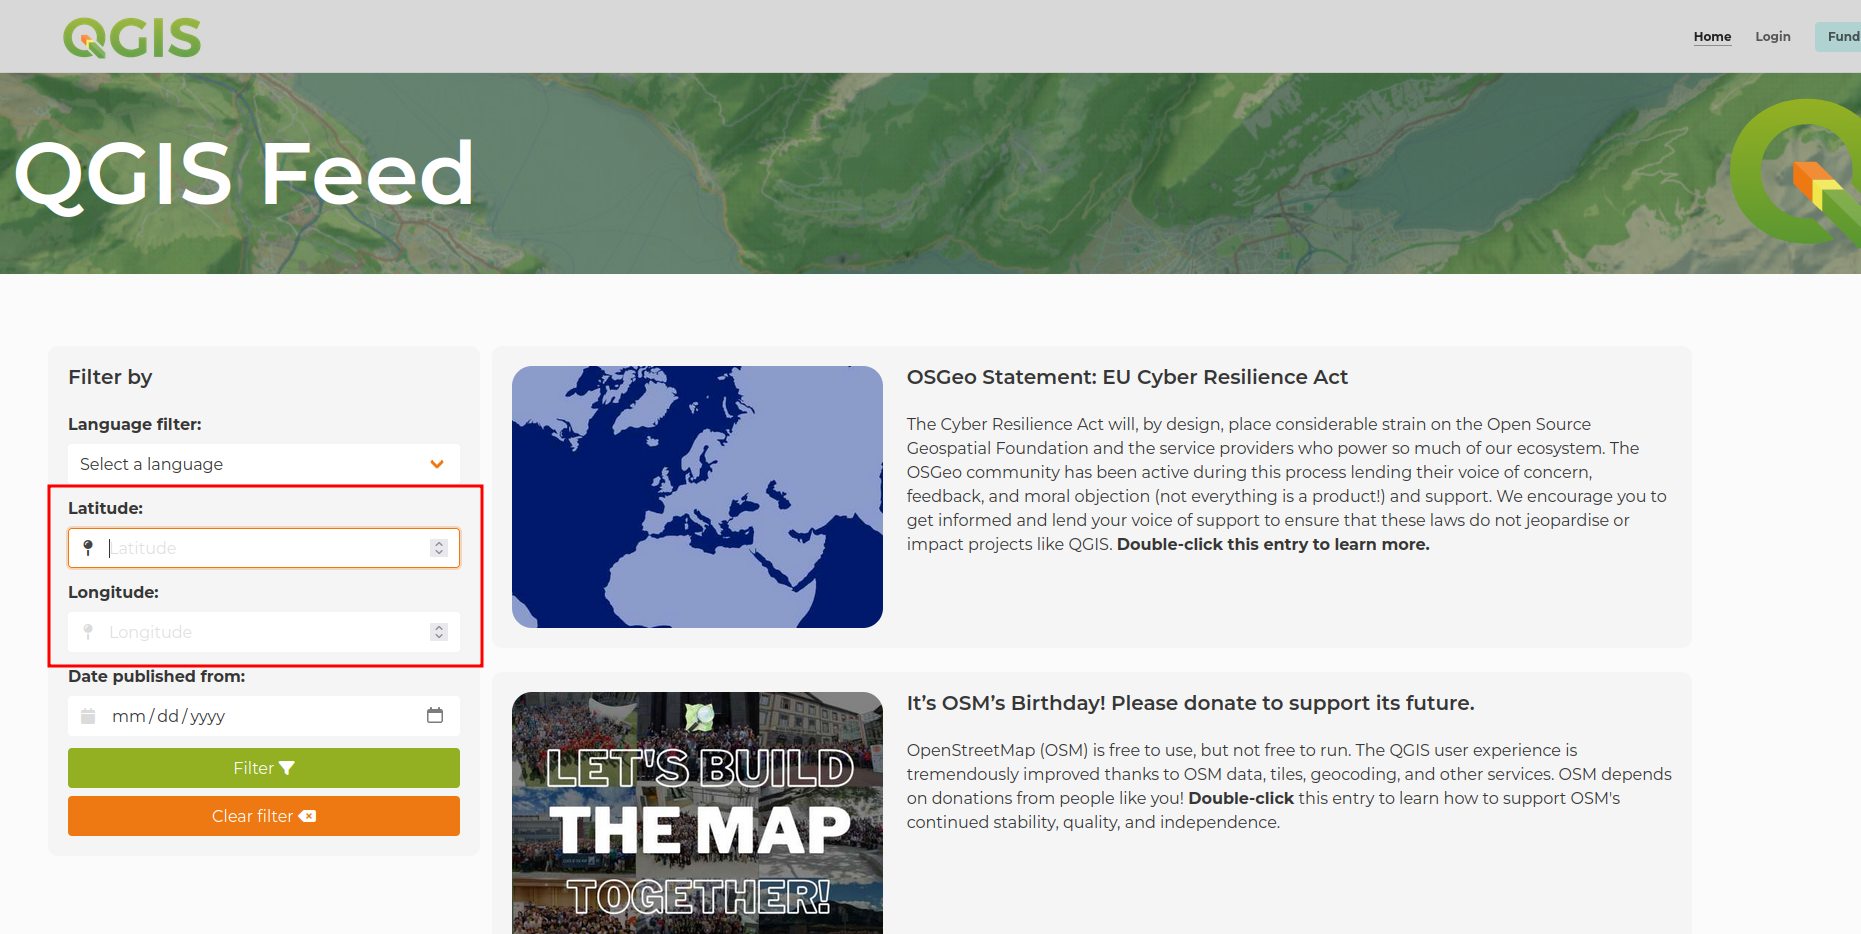 QGIS
Home
Login
Fund
QGIS Feed
Filter by
Language filter:
Select a language
Latitude:
Latitude
Longitude:
Longitude
Date published from:
mm/dd/yyyy
Filter
Clear filter
OSGeo Statement: EU Cyber Resilience Act
The Cyber Resilience Act will, by design, place considerable strain on the Open Source
Geospatial Foundation and the service providers who power so much of our ecosystem. The
OSGeo community has been active during this process lending their voice of concern,
feedback, and moral objection (not everything is a product!) and support. We encourage you to
get informed and lend your voice of support to ensure that these laws do not jeopardise or
impact projects like QGIS. Double-click this entry to learn more.
LET'S BUILD
THE MAP
TOGETHER!
It’s OSM’s Birthday! Please donate to support its future.
OpenStreetMap (OSM) is free to use, but not free to run. The QGIS user experience is
tremendously improved thanks to OSM data, tiles, geocoding, and other services. OSM depends
on donations from people like you! Double-click this entry to learn how to support OSM's
continued stability, quality, and independence.